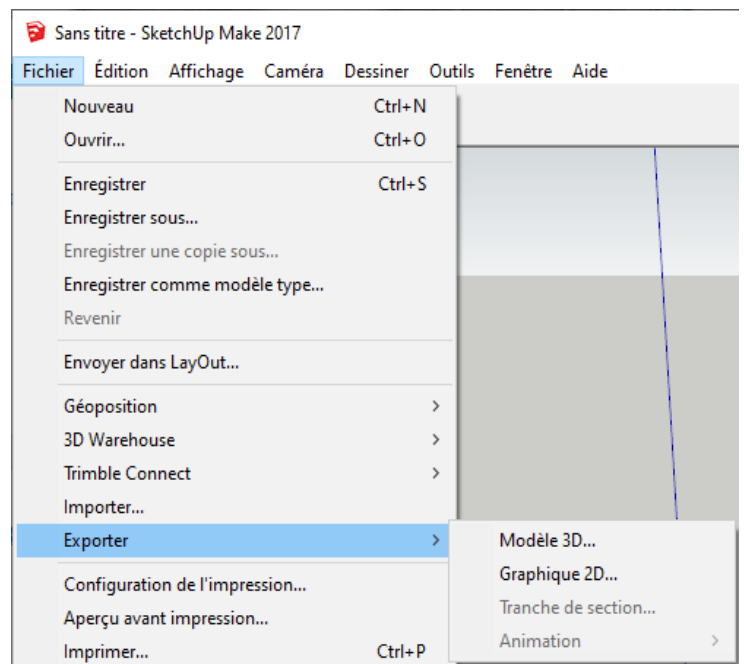 Sans titre - SketchUp Make 2017
Fichier Édition Affichage Caméra Dessiner Outils Fenêtre Aide
Nouveau Ctrl+N
Ouvrir... Ctrl+O
Enregistrer Ctrl+S
Enregistrer sous...
Enregistrer une copie sous...
Enregistrer comme modèle type...
Revenir
Envoyer dans LayOut...
Géoposition
3D Warehouse
Trimble Connect
Importer...
Exporter
Modèle 3D...
Graphique 2D...
Tranche de section...
Animation
Configuration de l'impression...
Aperçu avant impression...
Imprimer... Ctrl+P